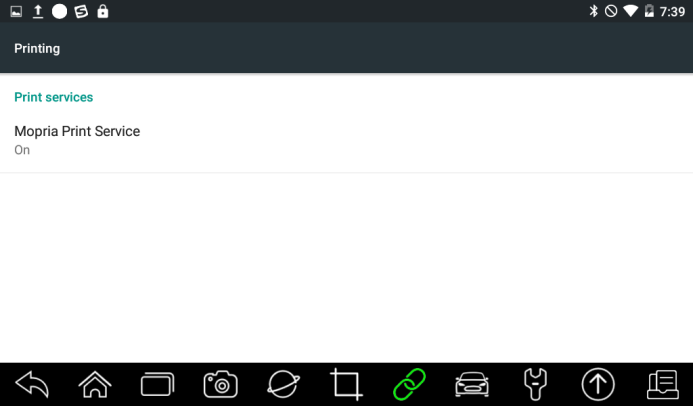 7:39
Printing
Print services
Mopria Print Service
On